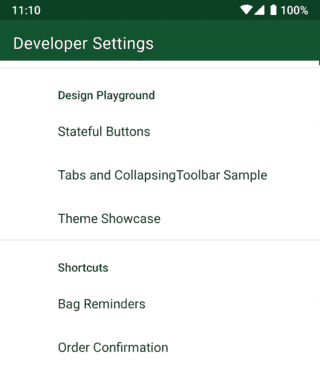 11:10 100%
Developer Settings
Design Playground
Stateful Buttons
Tabs and CollapsingToolbar Sample
Theme Showcase
Shortcuts
Bag Reminders
Order Confirmation